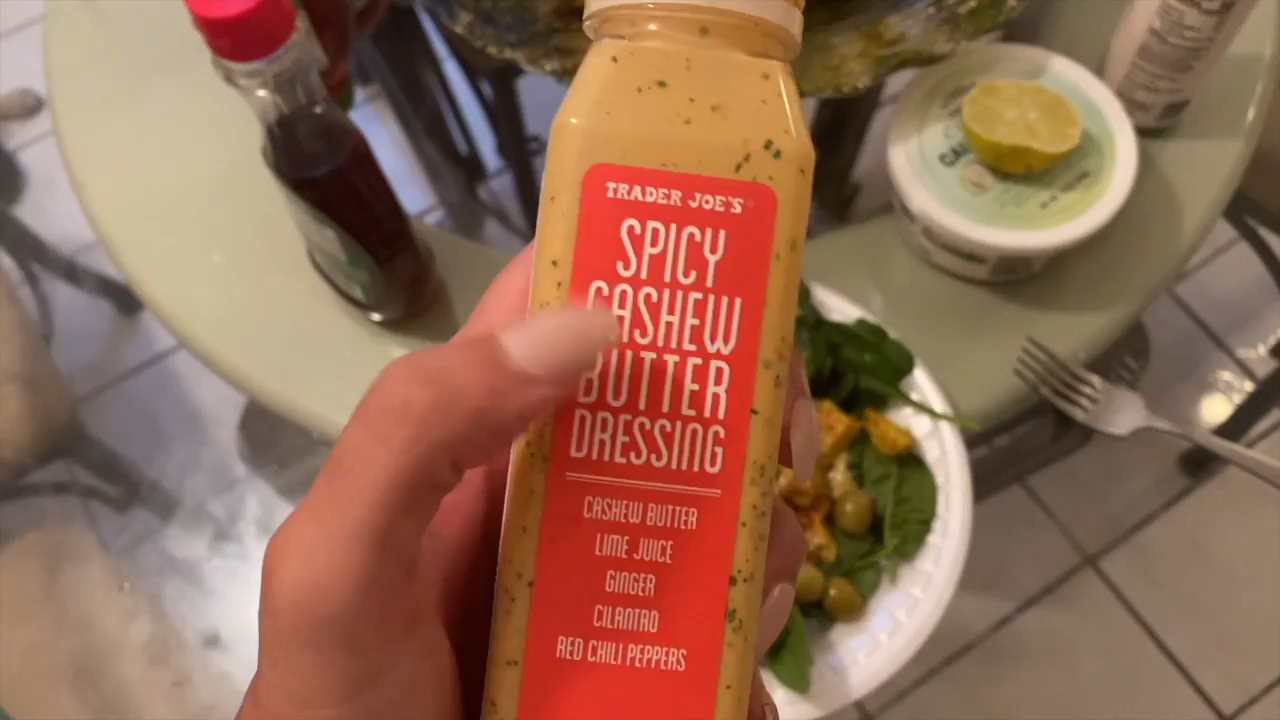 TRADER JOE'S
SPICY
CASHEW
BUTTER
DRESSING
CASHEW BUTTER
LIME JUICE
GINGER
CILANTRO
RED CHILI PEPPERS